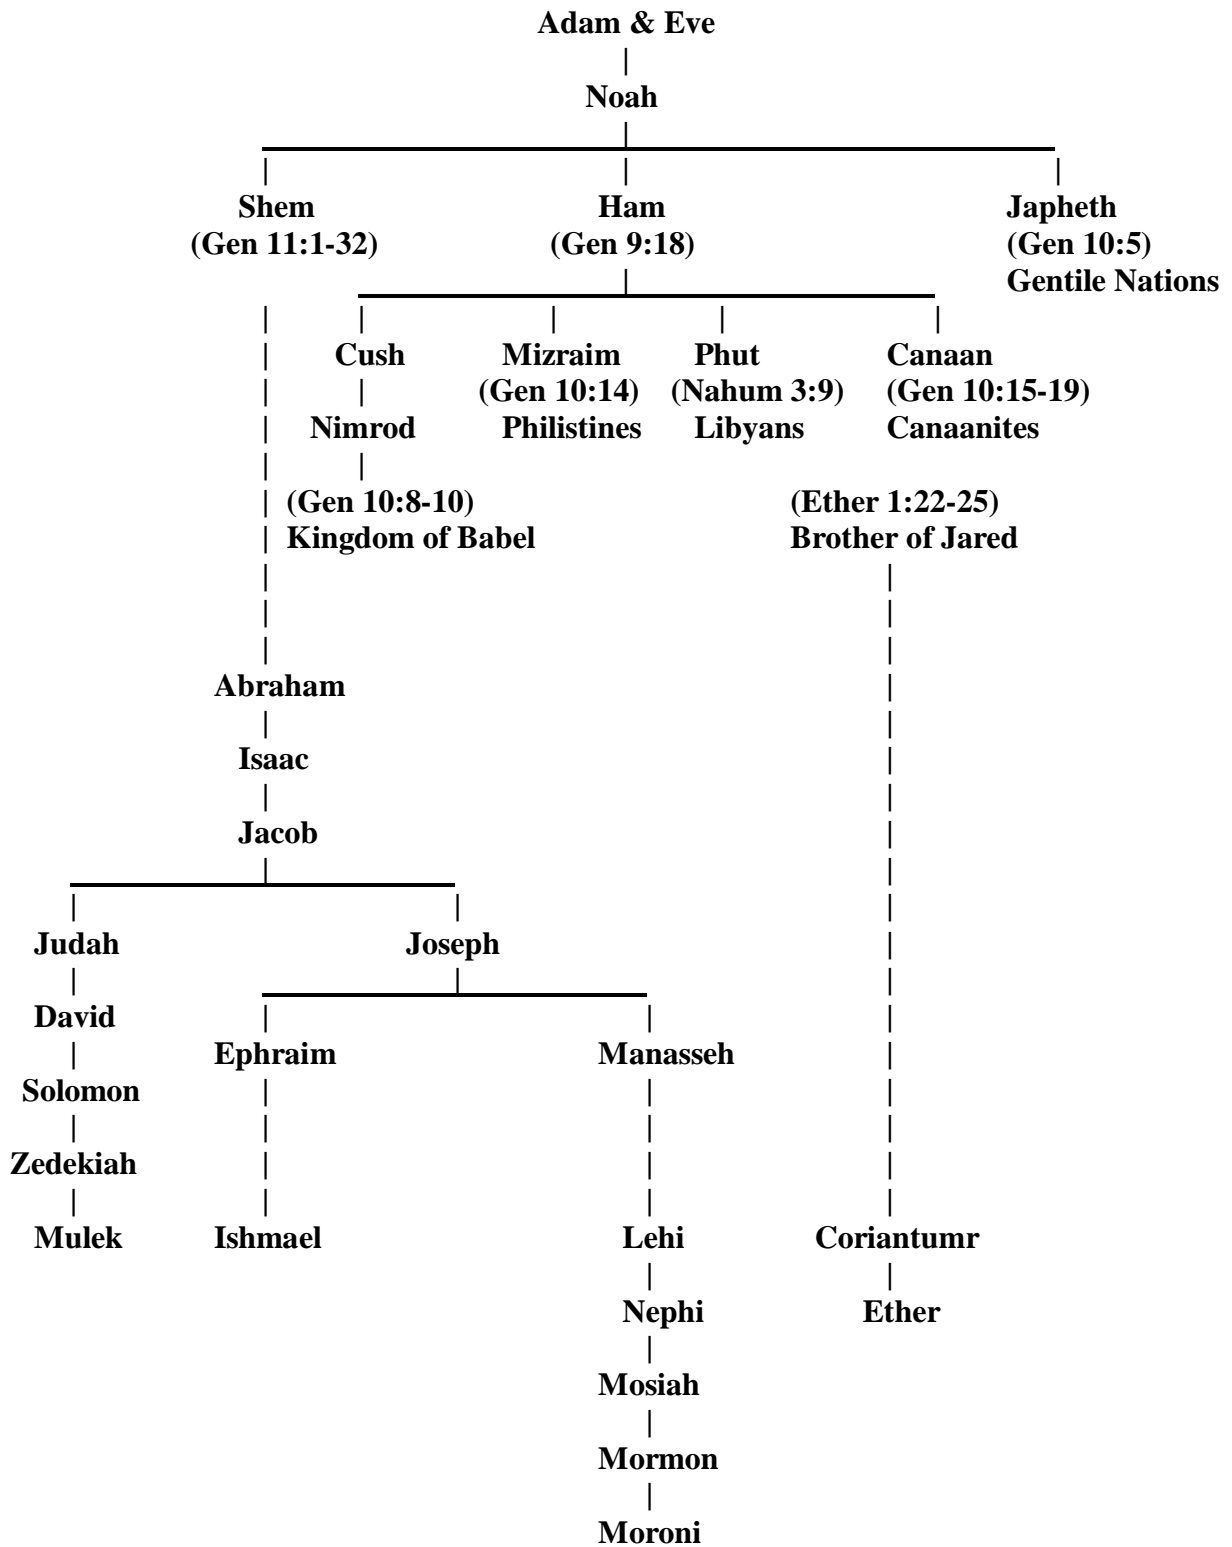 Adam & Eve
Noah
Shem Ham Japheth
(Gen 11:1-32) (Gen 9:18) (Gen 10:5)
Gentile Nations
Cush Mizraim Phut Canaan
(Gen 10:14) (Nahum 3:9) (Gen 10:15-19)
Nimrod Philistines Libyans Canaanites
(Gen 10:8-10) (Ether 1:22-25)
Kingdom of Babel Brother of Jared
Abraham
Isaac
Jacob
Judah Joseph
David
Ephraim Manasseh
Solomon
Zedekiah
Mulek Ishmael Lehi Coriantumr
Nephi Ether
Mosiah
Mormon
Moroni